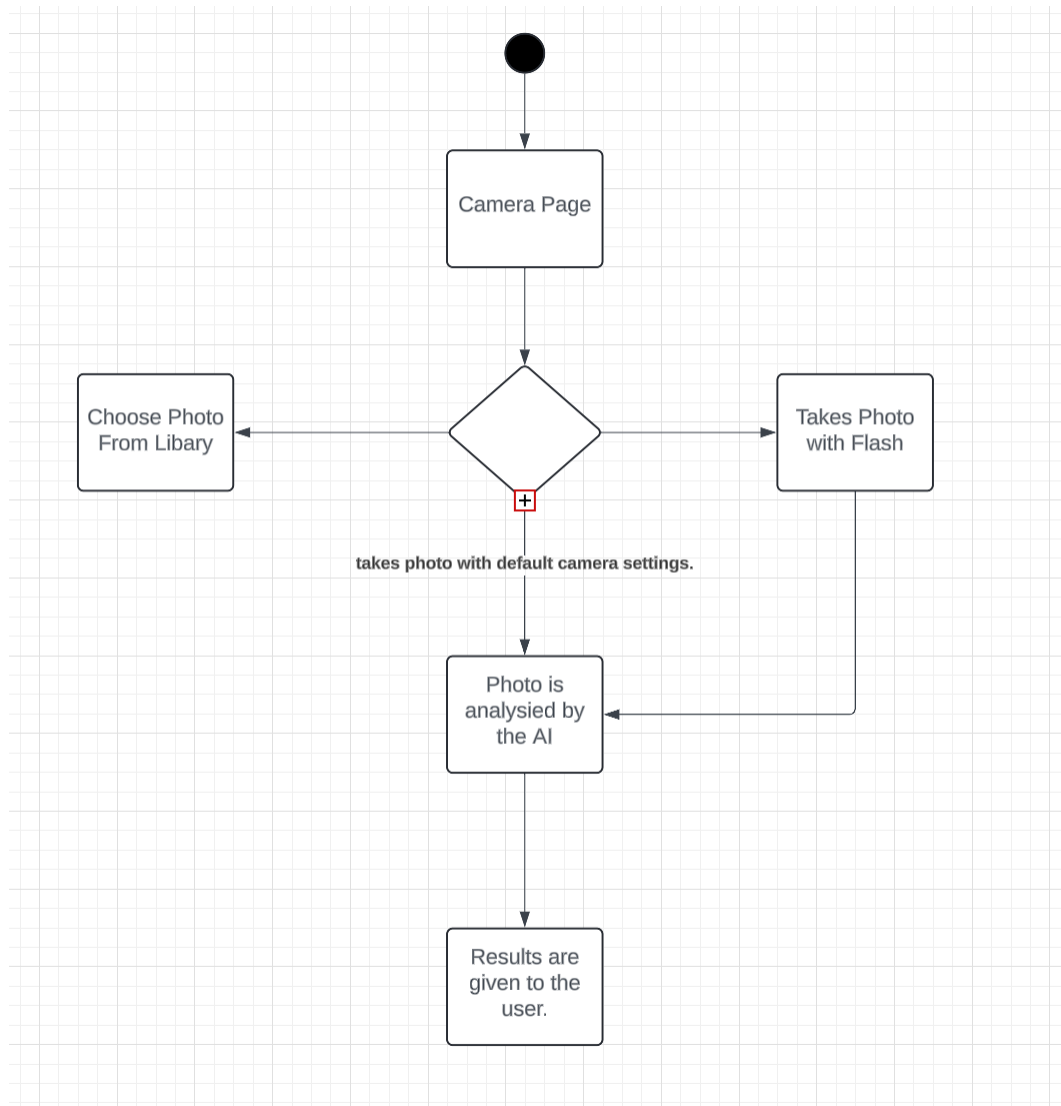 Camera Page
Choose Photo
From Libary
Takes Photo
with Flash
takes photo with default camera settings.
Photo is
analysied by
the AI
Results are
given to the
user.